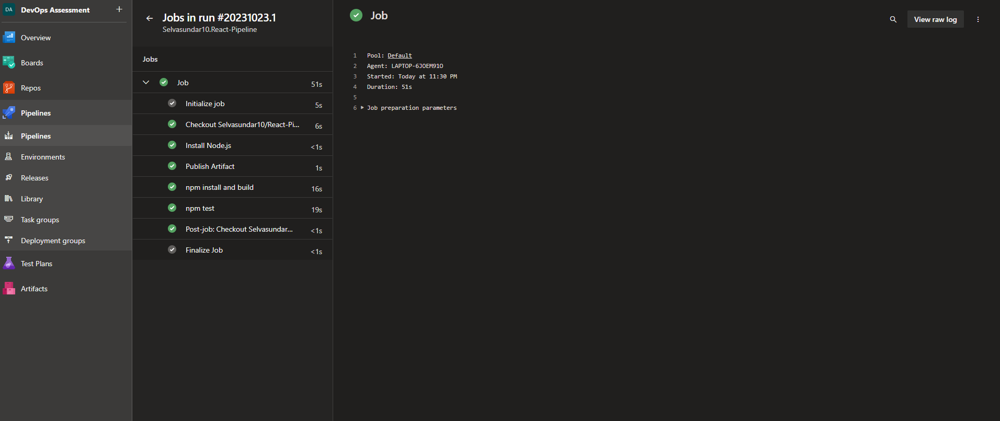 DA DevOps Assessment +
Overview
Boards
Repos
Pipelines
Pipelines
Environments
Releases
Library
Task groups
Deployment groups
Test Plans
Artifacts
Jobs in run #20231023.1
Selvasundar10.React-Pipeline
Jobs
Job 51s
Initialize job 5s
Checkout Selvasundar10/React-Pi... 6s
Install Node.js <1s
Publish Artifact 1s
npm install and build 16s
npm test 19s
Post-job: Checkout Selvasundar... <1s
Finalize Job <1s
Job
View raw log
1 Pool: Default
2 Agent: LAPTOP-6JOEM91O
3 Started: Today at 11:30 PM
4 Duration: 51s
5
6 Job preparation parameters